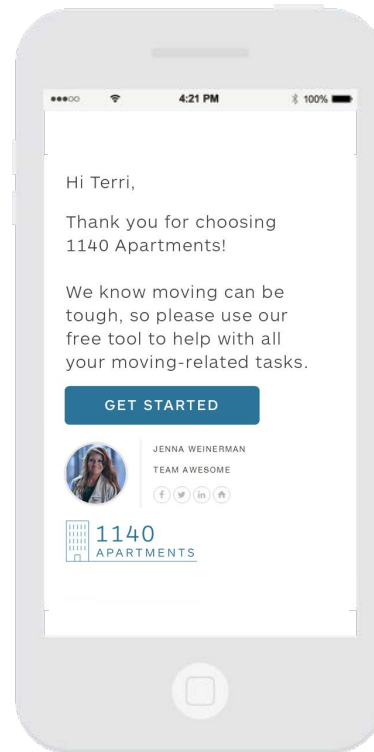 4:21 PM 100%
Hi Terri,
Thank you for choosing
1140 Apartments!
We know moving can be
tough, so please use our
free tool to help with all
your moving-related tasks.
GET STARTED
JENNA WEINERMAN
TEAM AWESOME
1140
APARTMENTS